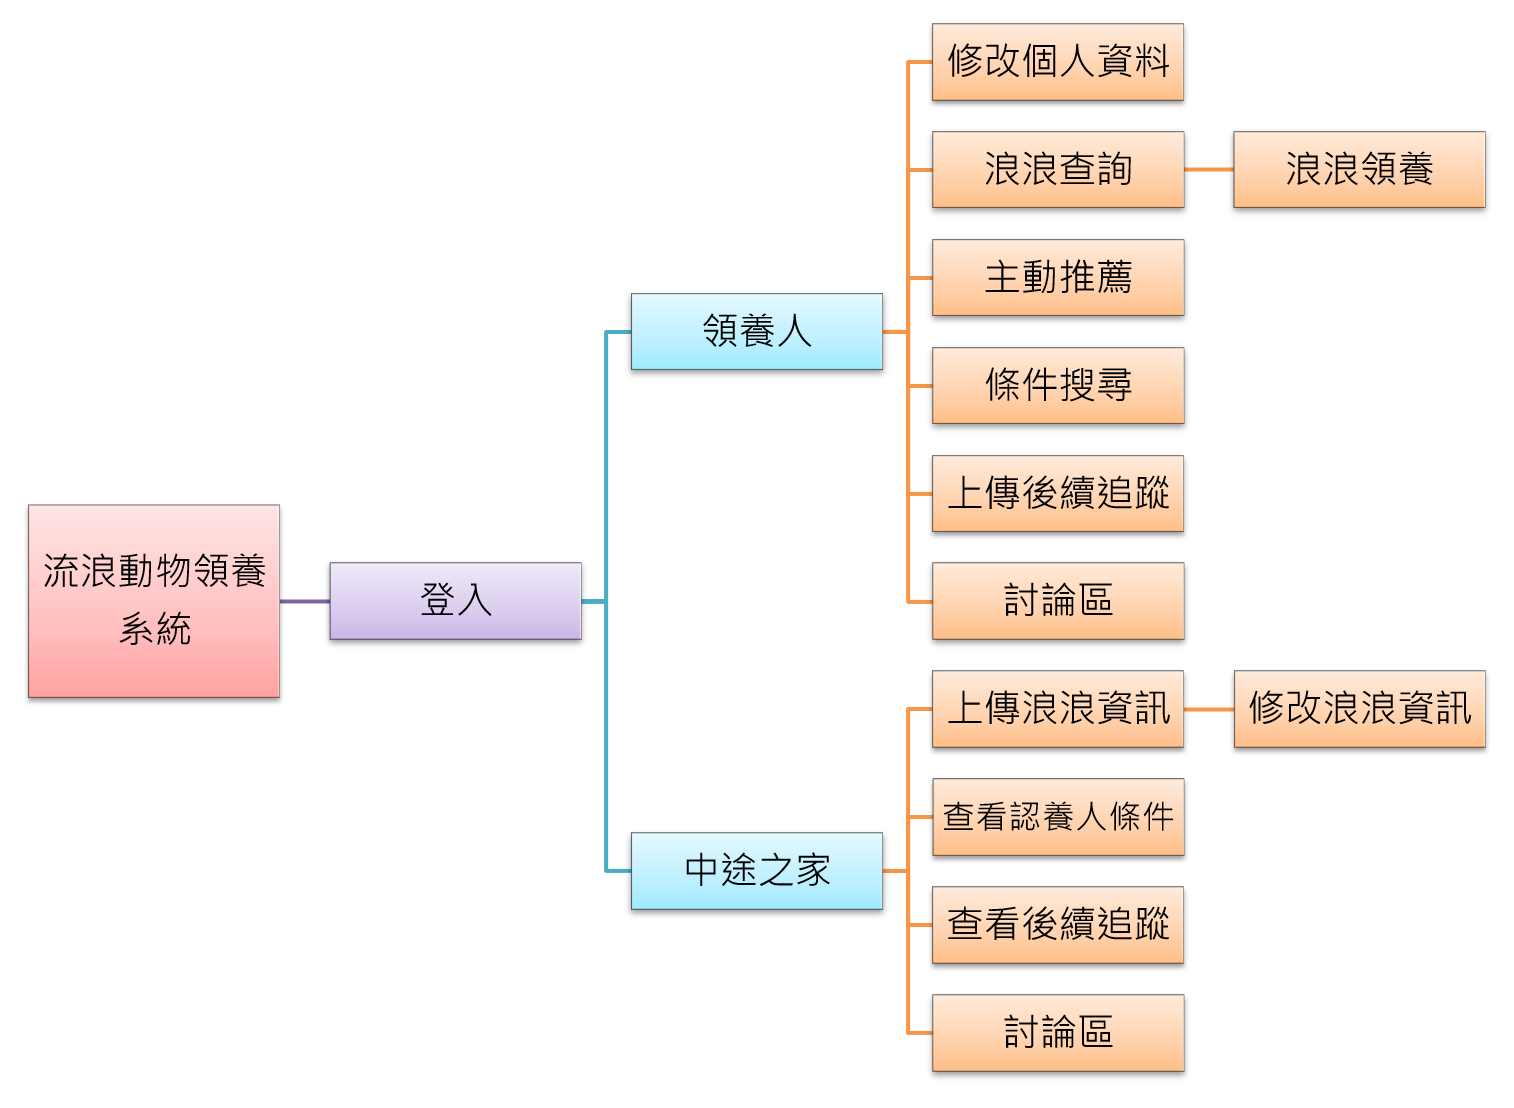 流浪動物領養
系統
登入
領養人
修改個人資料
浪浪查詢
浪浪領養
主動推薦
條件搜尋
上傳後續追蹤
討論區
中途之家
上傳浪浪資訊
修改浪浪資訊
查看認養人條件
查看後續追蹤
討論區